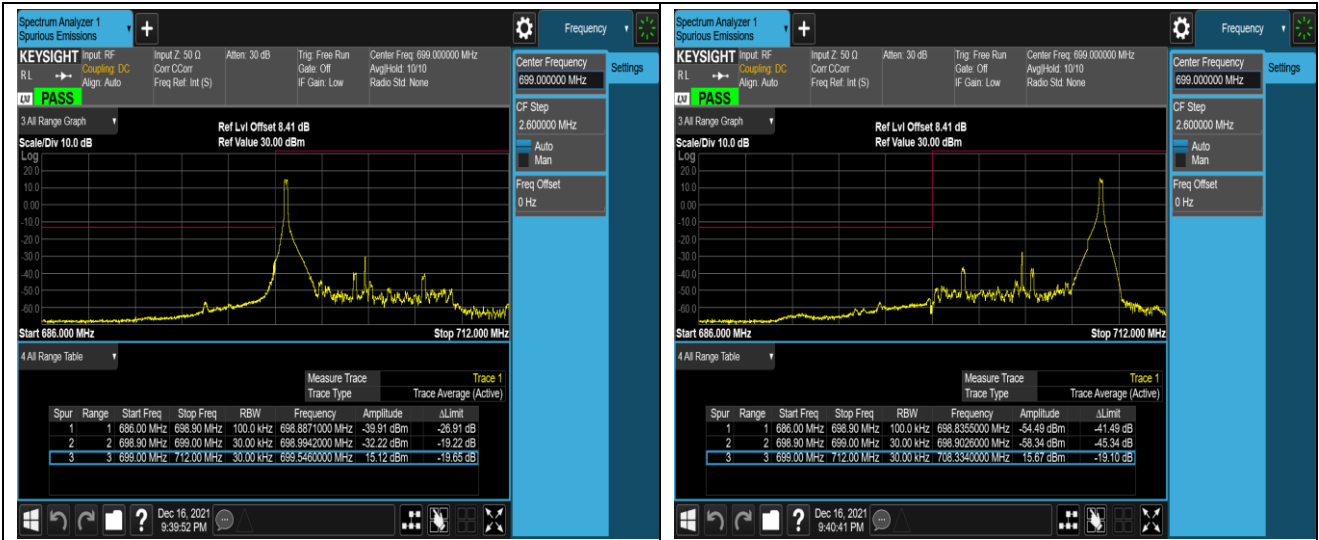 Spectrum Analyzer 1
Spurious Emissions
+
Frequency
KEYSIGHT Input: RF Input Z: 50 Ω Atten: 30 dB Trig: Free Run Center Freq: 699.000000 MHz
R L Coupling: DC Corr CCorr Gate: Off Avg|Hold: 10/10
Align: Auto Freq Ref: Int (S) IF Gain: Low Radio Std: None
PASS
Center Frequency
699.000000 MHz
Settings
CF Step
2.600000 MHz
Auto
Man
Freq Offset
0 Hz
3 All Range Graph
Ref Lvl Offset 8.41 dB
Scale/Div 10.0 dB Ref Value 30.00 dBm
Log
20.0
10.0
0.00
-10.0
-20.0
-30.0
-40.0
-50.0
-60.0
Start 686.000 MHz Stop 712.000 MHz
4 All Range Table
Measure Trace Trace 1
Trace Type Trace Average (Active)
Spur Range Start Freq Stop Freq RBW Frequency Amplitude ΔLimit
1 1 686.00 MHz 698.90 MHz 100.0 kHz 698.8871000 MHz -39.91 dBm -26.91 dB
2 2 698.90 MHz 699.00 MHz 30.00 kHz 698.9942000 MHz -32.22 dBm -19.22 dB
3 3 699.00 MHz 712.00 MHz 30.00 kHz 699.5460000 MHz 15.12 dBm -19.65 dB
?
Dec 16, 2021
9:39:52 PM
Spectrum Analyzer 1
Spurious Emissions
+
Frequency
KEYSIGHT Input: RF Input Z: 50 Ω Atten: 30 dB Trig: Free Run Center Freq: 699.000000 MHz
R L Coupling: DC Corr CCorr Gate: Off Avg|Hold: 10/10
Align: Auto Freq Ref: Int (S) IF Gain: Low Radio Std: None
PASS
Center Frequency
699.000000 MHz
Settings
CF Step
2.600000 MHz
Auto
Man
Freq Offset
0 Hz
3 All Range Graph
Ref Lvl Offset 8.41 dB
Scale/Div 10.0 dB Ref Value 30.00 dBm
Log
20.0
10.0
0.00
-10.0
-20.0
-30.0
-40.0
-50.0
-60.0
Start 686.000 MHz Stop 712.000 MHz
4 All Range Table
Measure Trace Trace 1
Trace Type Trace Average (Active)
Spur Range Start Freq Stop Freq RBW Frequency Amplitude ΔLimit
1 1 686.00 MHz 698.90 MHz 100.0 kHz 698.8355000 MHz -54.49 dBm -41.49 dB
2 2 698.90 MHz 699.00 MHz 30.00 kHz 698.9026000 MHz -58.34 dBm -45.34 dB
3 3 699.00 MHz 712.00 MHz 30.00 kHz 708.3340000 MHz 15.67 dBm -19.10 dB
?
Dec 16, 2021
9:40:41 PM